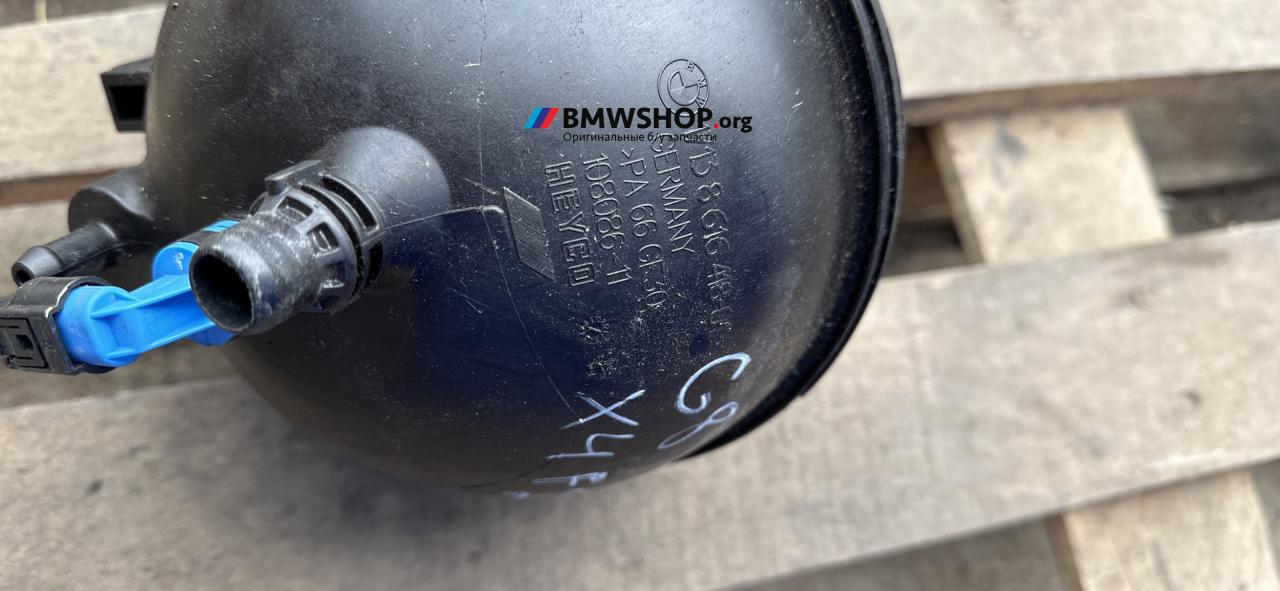 BMWSHOP.org
Оригинальные б/у запчасти
GERMANY
>PA 66 GF30<
108086-11
HEYCO
G8
X4